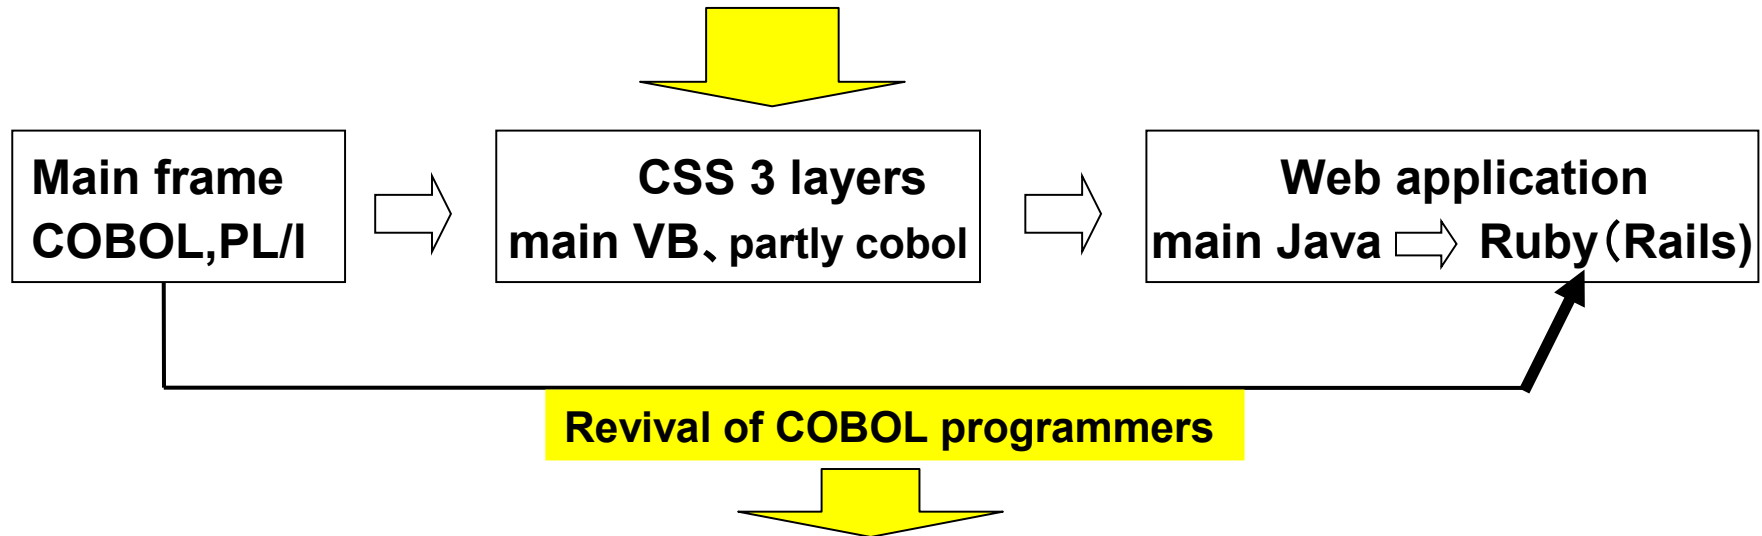 Main frame
COBOL,PL/I
CSS 3 layers
main VB、partly cobol
Web application
main Java Ruby（Rails)
Revival of COBOL programmers